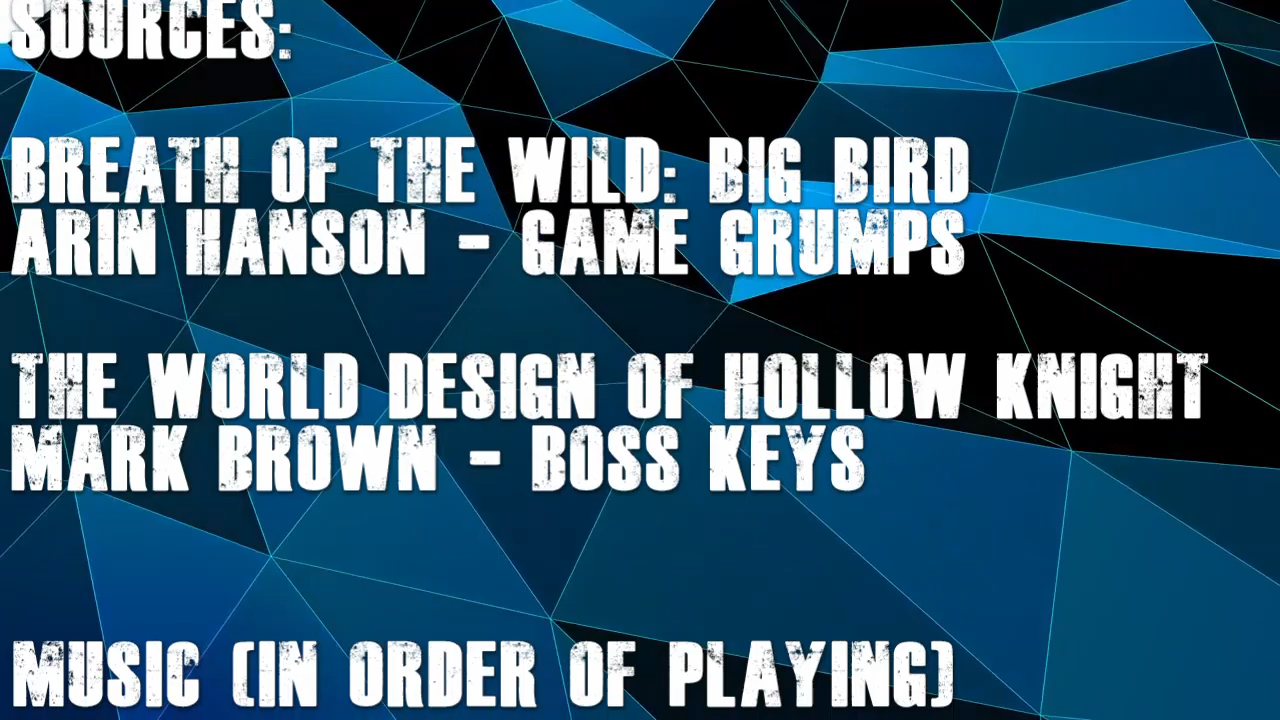 SOURCES:
BREATH OF THE WILD: BIG BIRD
ARIN HANSON - GAME GRUMPS
THE WORLD DESIGN OF HOLLOW KNIGHT
MARK BROWN - BOSS KEYS
MUSIC (IN ORDER OF PLAYING)